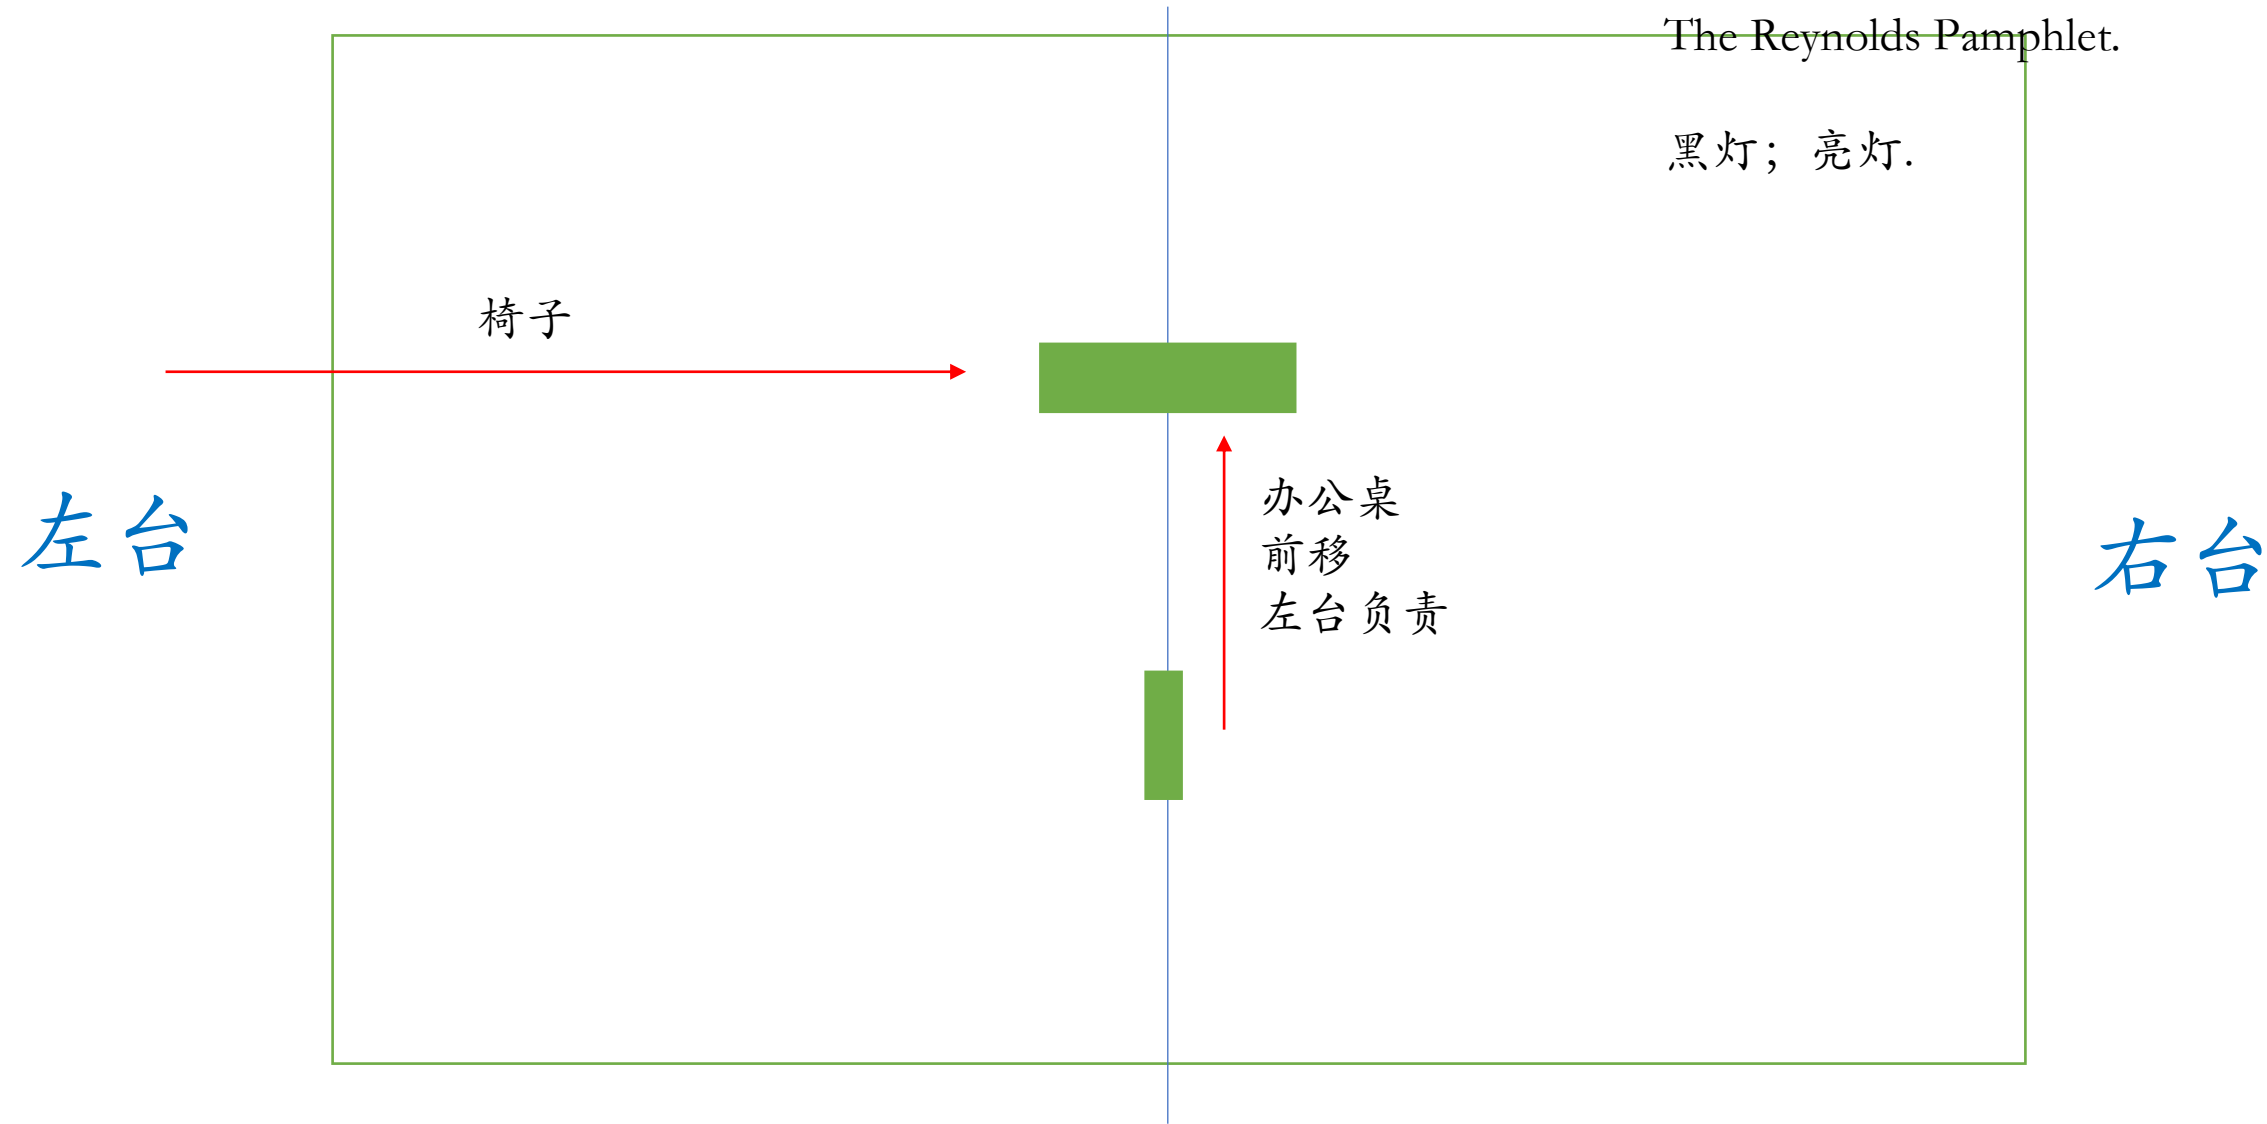 The Reynolds Pamphlet.
黑灯；亮灯.
椅子
办公桌
前移
左台负责
左台
右台